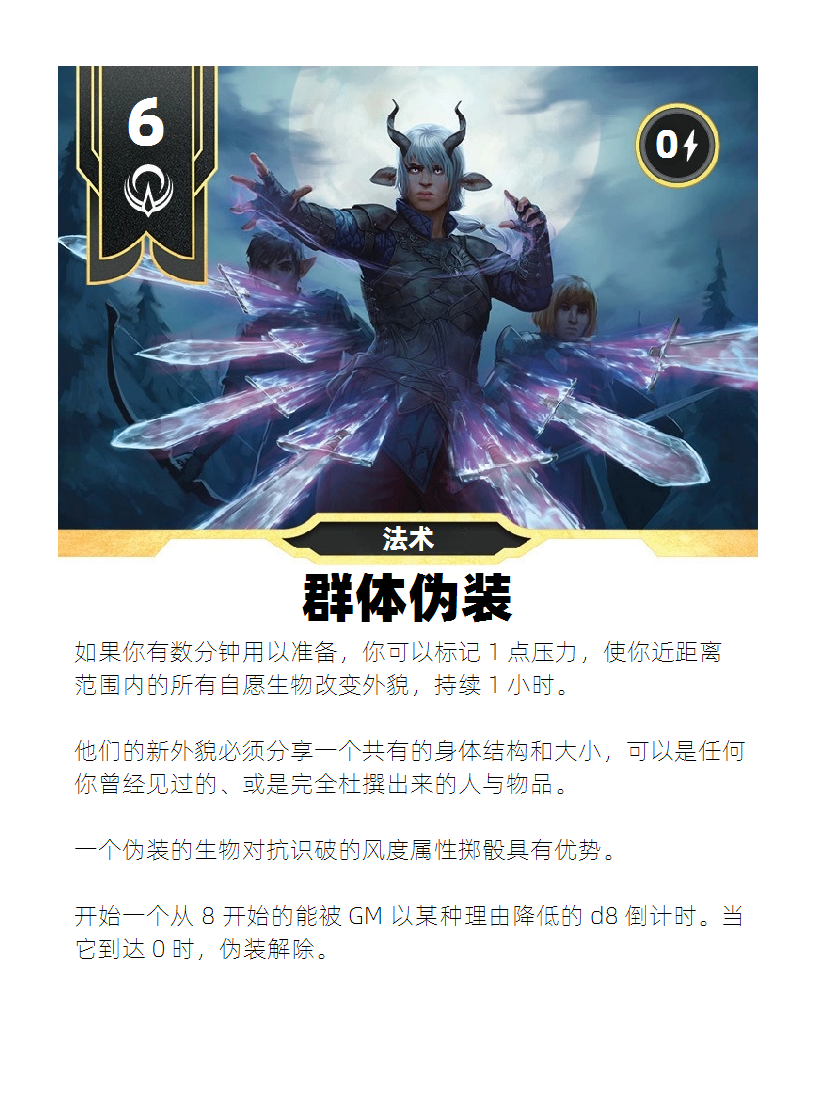 6
0
法术
群体伪装
如果你有数分钟用以准备，你可以标记 1 点压力，使你近距离
范围内的所有自愿生物改变外貌，持续 1 小时。
他们的新外貌必须分享一个共有的身体结构和大小，可以是任何
你曾经见过的、或是完全杜撰出来的人与物品。
一个伪装的生物对抗识破的风度属性掷骰具有优势。
开始一个从 8 开始的能被 GM 以某种理由降低的 d8 倒计时。当
它到达 0 时，伪装解除。